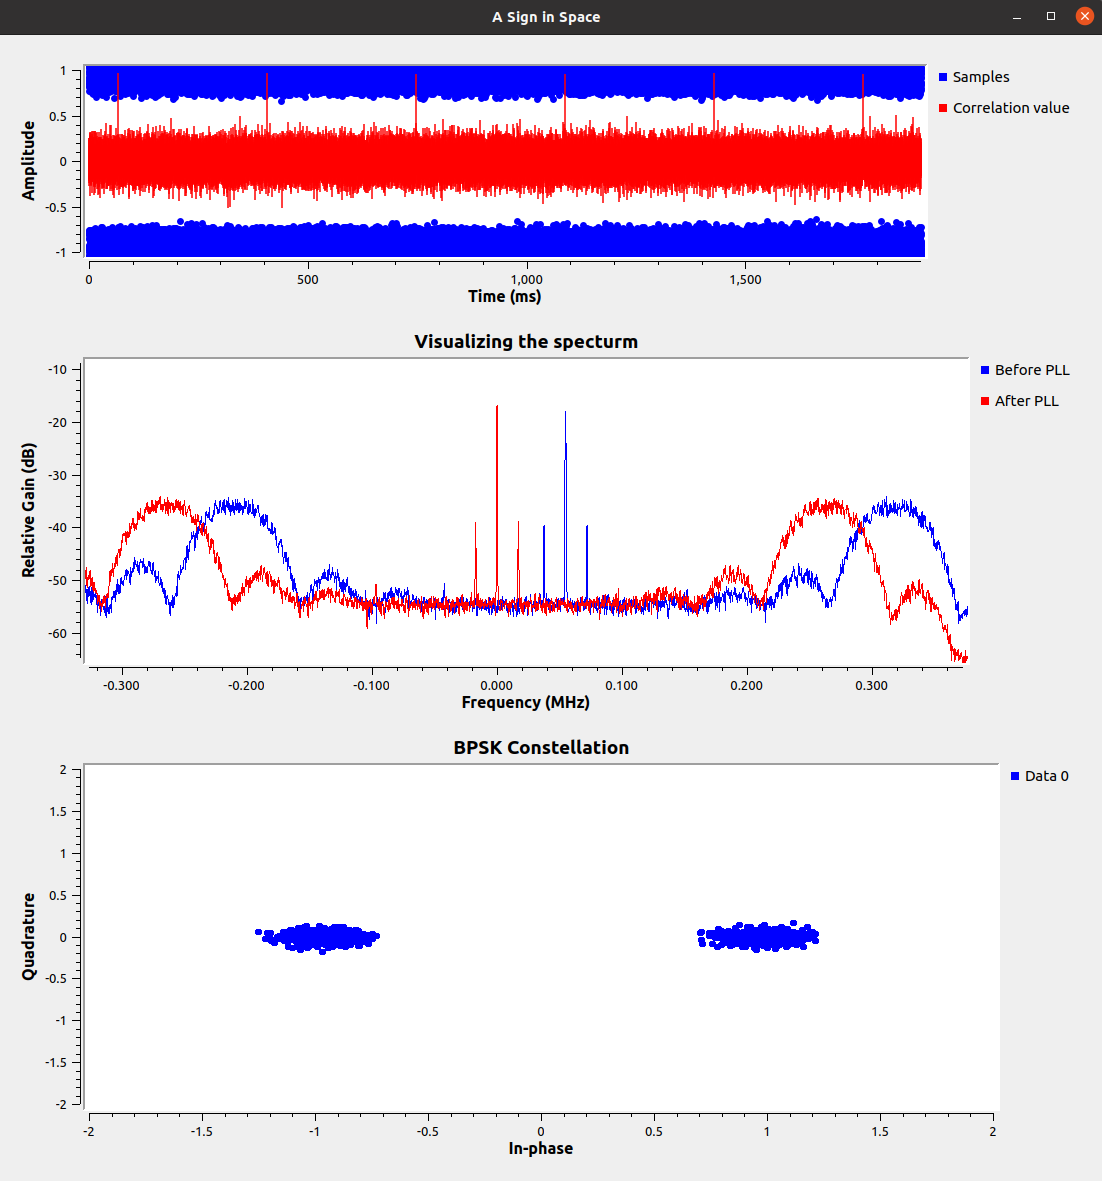 A Sign in Space
1
0.5
0
-0.5
-1
Amplitude
0
500
1,000
1,500
Time (ms)
Samples
Correlation value
Visualizing the specturm
-10
-20
-30
-40
-50
-60
Relative Gain (dB)
-0.300
-0.200
-0.100
0.000
0.100
0.200
0.300
Frequency (MHz)
Before PLL
After PLL
BPSK Constellation
2
1.5
1
0.5
0
-0.5
-1
-1.5
-2
Quadrature
-2
-1.5
-1
-0.5
0
0.5
1
1.5
2
In-phase
Data 0